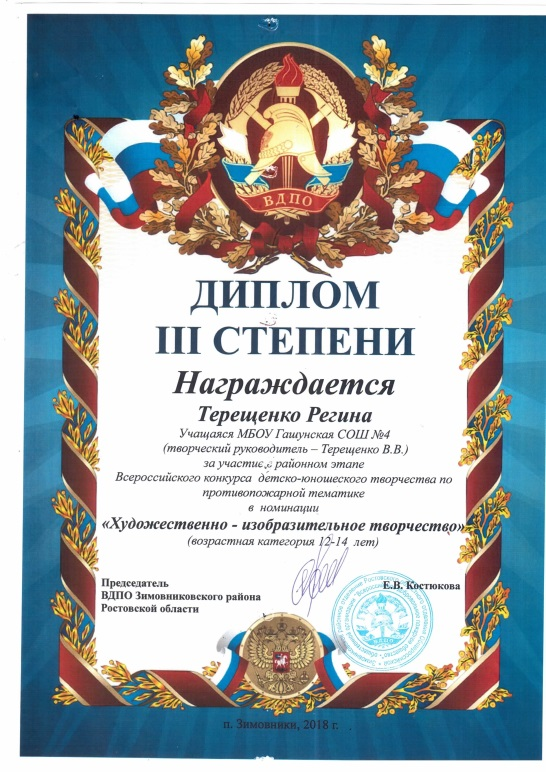 ВДПО
ДИПЛОМ
III СТЕПЕНИ
Награждается
Терещенко Регина
Учащаяся МБОУ Гашунская СОШ №4
(творческий руководитель – Терещенко В.В.)
за участие районном этапе
Всероссийского конкурса детско-юношеского творчества по
противопожарной тематике
в номинации
«Художественно - изобразительное творчество»
(возрастная категория 12-14 лет)
Председатель
ВДПО Зимовниковского района
Ростовской области
Е.В. Костюкова
п. Зимовники, 2018 г.